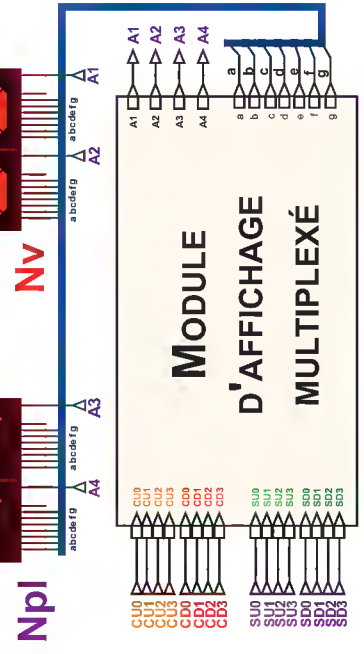 Npl
Nv
abcdefg
abcdefg
abcdefg
abcdefg
A4
A3
A2
A1
CU0
CU1
CU2
CU3
CD0
CD1
CD2
CD3
SU0
SU1
SU2
SU3
SD0
SD1
SD2
SD3
CU0
CU1
CU2
CU3
CD0
CD1
CD2
CD3
SU0
SU1
SU2
SU3
SD0
SD1
SD2
SD3
MODULE
D'AFFICHAGE
MULTIPLEXÉ
A1
A2
A3
A4
a
b
c
d
e
f
g
A1
A2
A3
A4
a
b
c
d
e
f
g